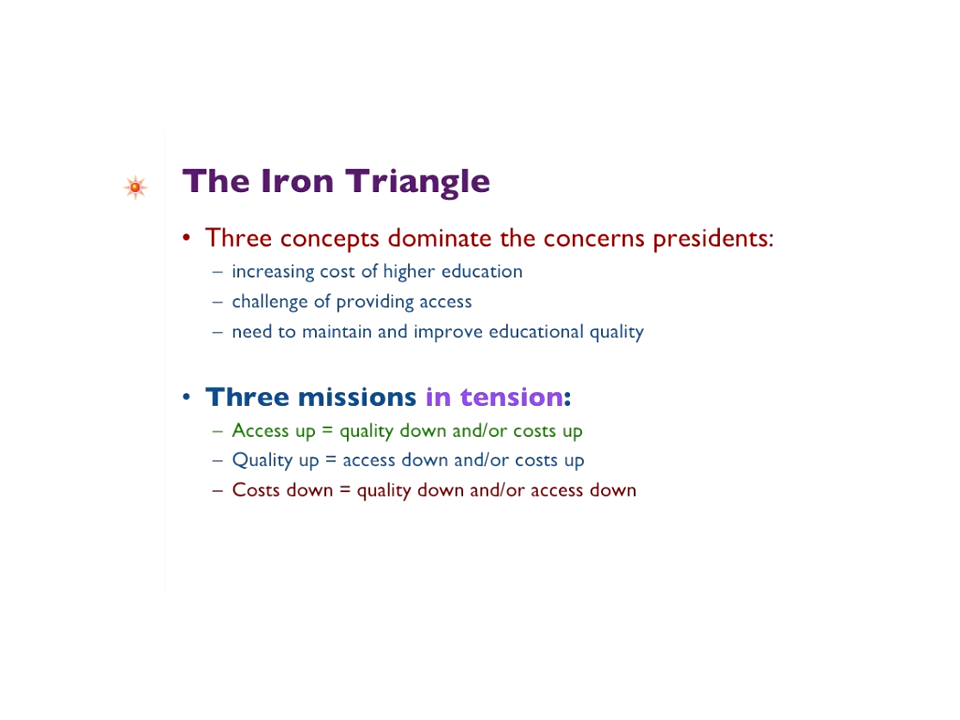 The Iron Triangle
• Three concepts dominate the concerns presidents:
– increasing cost of higher education
– challenge of providing access
– need to maintain and improve educational quality
• Three missions in tension:
– Access up = quality down and/or costs up
– Quality up = access down and/or costs up
– Costs down = quality down and/or access down